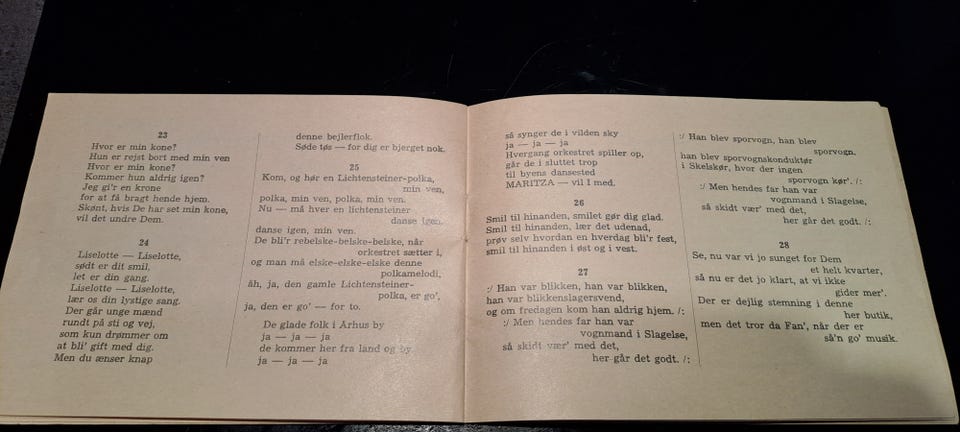 23
Hvor er min kone?
Hun er rejst bort med min ven
Hvor er min kone?
Kommer hun aldrig igen?
Jeg gi'r en krone
for at få bragt hende hjem.
Skønt, hvis De har set min kone,
vil det undre Dem.
24
Liselotte — Liselotte,
sødt er dit smil,
let er din gang.
Liselotte — Liselotte,
lær os din lystige sang.
Der går unge mænd
rundt på sti og vej,
som kun drømmer om
at bli' gift med dig.
Men du ænser knap
denne bejlerflok.
Søde tøs — for dig er bjerget nok.
25
Kom, og hør en Lichtensteiner-polka,
min ven,
polka, min ven, polka, min ven.
Nu — må hver en lichtensteiner
danse igen,
danse igen, min ven.
De bli'r rebelske-belske-belske, når
orkestret sætter i,
og man må elske-elske-elske denne
polkamelodi,
åh, ja, den gamle Lichtensteiner-
polka, er go',
ja, den er go' — for to.
De glade folk i Århus by
ja — ja — ja
de kommer her fra land og by
ja — ja — ja
så synger de i vilden sky
ja — ja — ja
Hvergang orkestret spiller op,
går de i sluttet trop
til byens dansested
MARITZA — vil I med.
26
Smil til hinanden, smilet gør dig glad.
Smil til hinanden, lær det udenad,
prøv selv hvordan en hverdag bli'r fest,
smil til hinanden i øst og i vest.
27
:/ Han var blikken, han var blikken,
han var blikkenslagersvend,
og om fredagen kom han aldrig hjem. /:
:/ Men hendes far han var
vognmand i Slagelse,
så skidt vær' med det,
her går det godt. /:
:/ Han blev sporvogn, han blev
sporvogn,
han blev sporvognskonduktør
i Skelskør, hvor der ingen
sporvogn kør'. /:
:/ Men hendes far han var
vognmand i Slagelse,
så skidt vær' med det,
her går det godt. /:
28
Se, nu var vi jo sunget for Dem
et helt kvarter,
så nu er det jo klart, at vi ikke
gider mer'.
Der er dejlig stemning i denne
her butik,
men det tror da Fan', når der er
så'n go' musik.